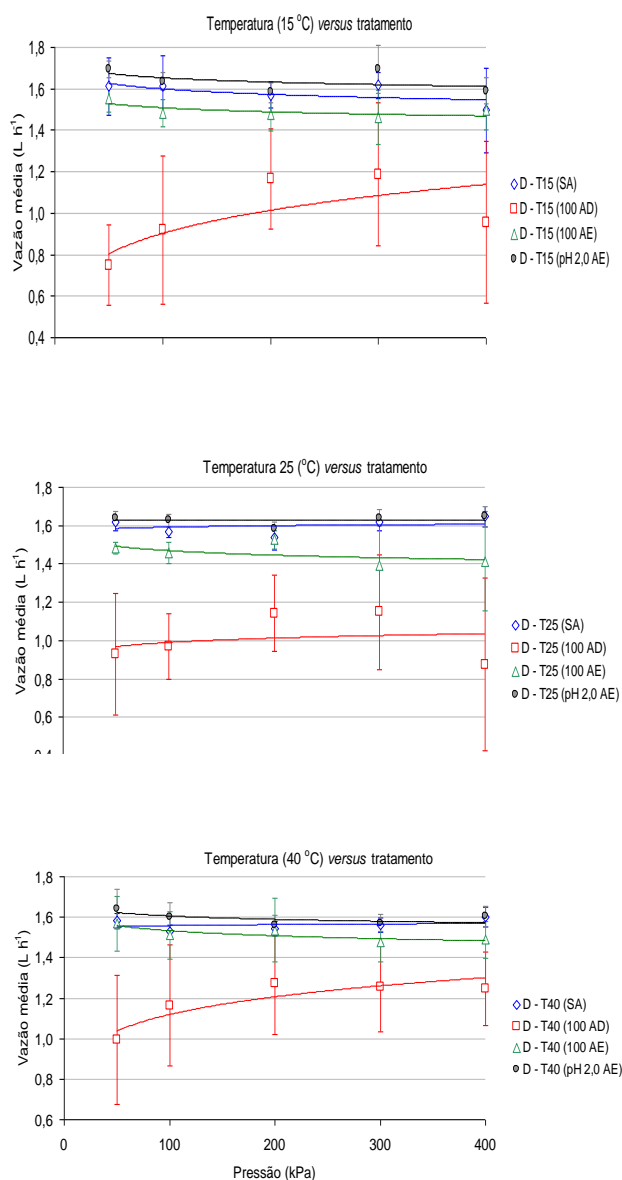 Temperatura (15 °C) versus tratamento
Vazão média (L h⁻¹)
1,8
1,6
1,4
1,2
1,0
0,8
0,6
0,4
D - T15 (SA)
D - T15 (100 AD)
D - T15 (100 AE)
D - T15 (pH 2,0 AE)
Temperatura 25 (°C) versus tratamento
Vazão média (L h⁻¹)
1,8
1,6
1,4
1,2
1,0
0,8
0,6
0,4
D - T25 (SA)
D - T25 (100 AD)
D - T25 (100 AE)
D - T25 (pH 2,0 AE)
Temperatura (40 °C) versus tratamento
Vazão média (L h⁻¹)
1,8
1,6
1,4
1,2
1,0
0,8
0,6
D - T40 (SA)
D - T40 (100 AD)
D - T40 (100 AE)
D - T40 (pH 2,0 AE)
0 100 200 300 400
Pressão (kPa)